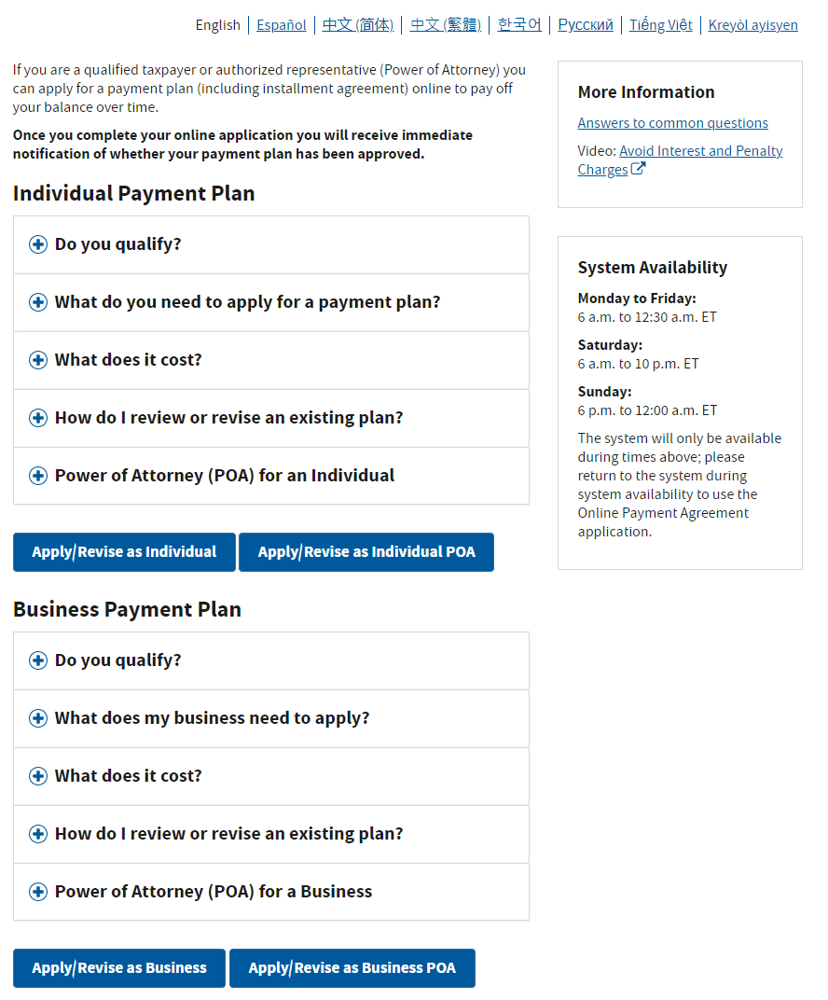 English | Español | 中文 (简体) | 中文 (繁體) | 한국어 | Русский | Tiếng Việt | Kreyòl ayisyen
If you are a qualified taxpayer or authorized representative (Power of Attorney) you
can apply for a payment plan (including installment agreement) online to pay off
your balance over time.
Once you complete your online application you will receive immediate
notification of whether your payment plan has been approved.
Individual Payment Plan
Do you qualify?
What do you need to apply for a payment plan?
What does it cost?
How do I review or revise an existing plan?
Power of Attorney (POA) for an Individual
Apply/Revise as Individual
Apply/Revise as Individual POA
Business Payment Plan
Do you qualify?
What does my business need to apply?
What does it cost?
How do I review or revise an existing plan?
Power of Attorney (POA) for a Business
Apply/Revise as Business
Apply/Revise as Business POA
More Information
Answers to common questions
Video: Avoid Interest and Penalty
Charges
System Availability
Monday to Friday:
6 a.m. to 12:30 a.m. ET
Saturday:
6 a.m. to 10 p.m. ET
Sunday:
6 p.m. to 12:00 a.m. ET
The system will only be available
during times above; please
return to the system during
system availability to use the
Online Payment Agreement
application.